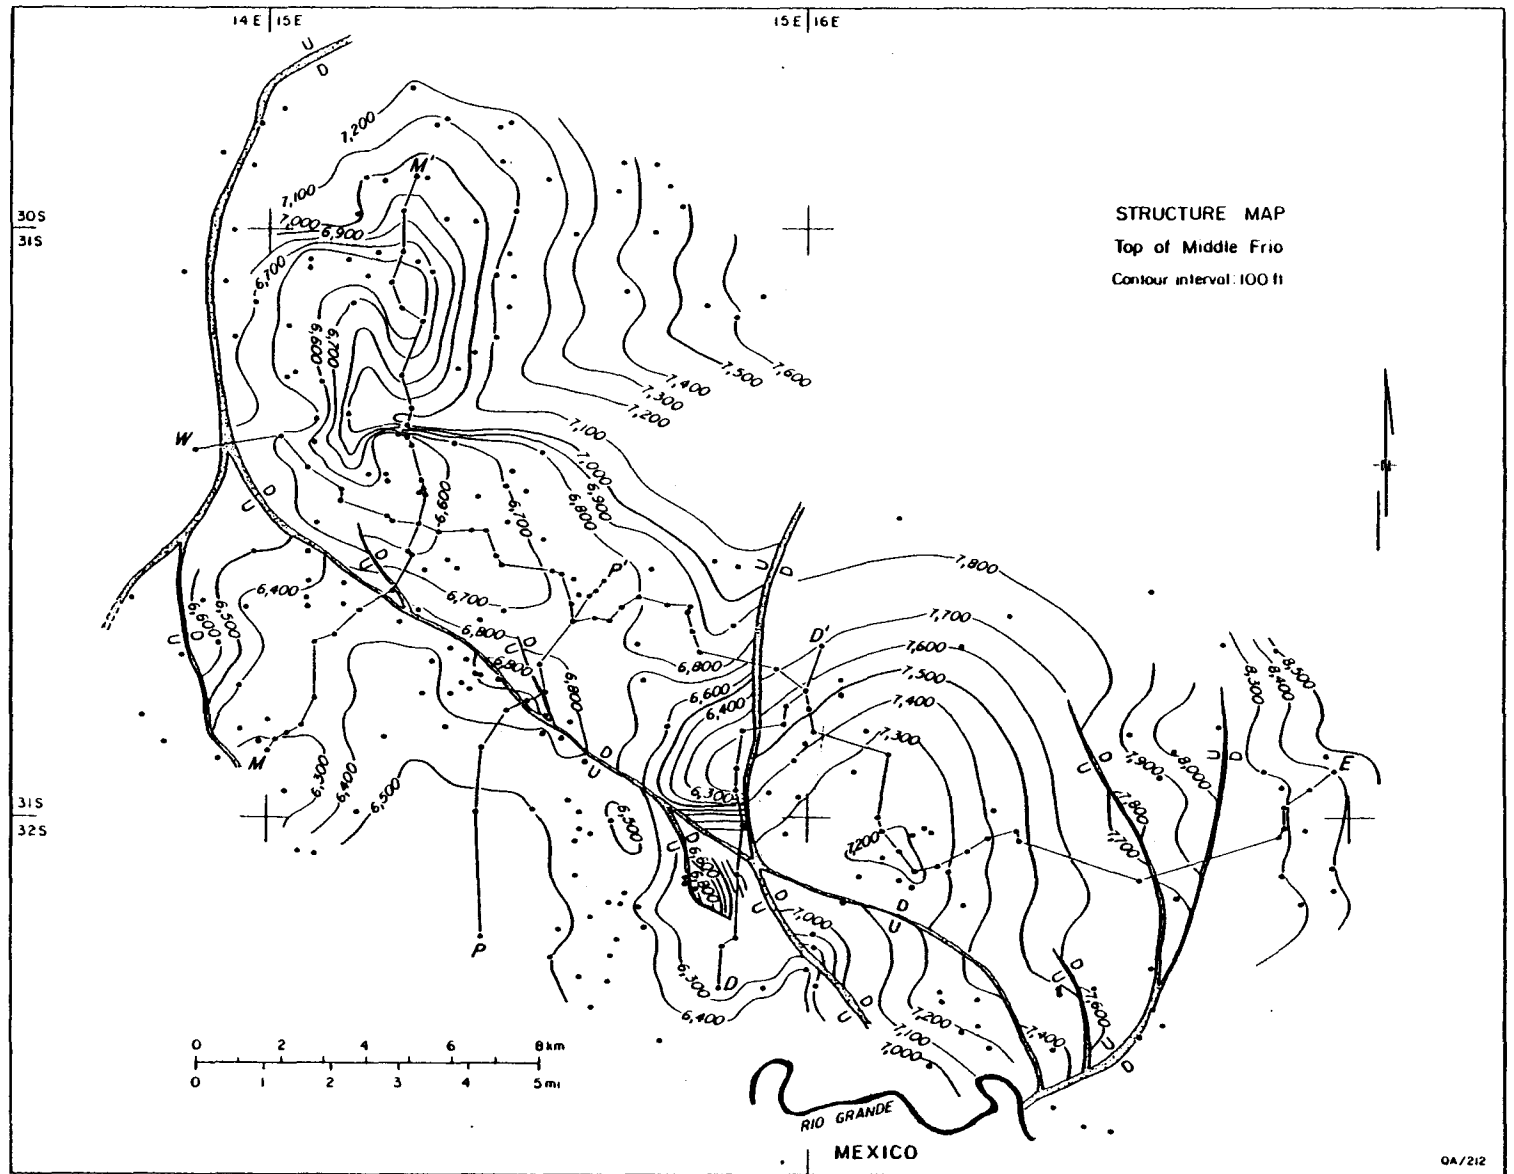 14 E | 15 E
15 E | 16 E
U
D
7,200
M'
7,100
7,000
6,900
6,700
30 S
31 S
STRUCTURE MAP
Top of Middle Frio
Contour interval: 100 ft
6,600
6,700
7,600
7,500
7,400
7,300
7,200
7,100
W
7,000
6,900
6,800
6,600
6,700
N
D
U
D
U
U
D
7,800
P'
6,400
6,500
6,600
6,700
U
D
6,800
D
U
6,800
6,800
6,800
D'
7,700
7,600
7,500
7,400
7,300
6,600
6,400
6,300
8,500
8,400
8,300
8,000
7,900
7,800
7,700
E
D
U
U
D
D
U
M
6,300
6,400
6,500
6,500
31 S
32 S
7,200
U
D
6,800
D
U
7,000
D
U
P
D
6,300
6,400
D
U
D
U
7,600
7,400
7,200
7,100
7,000
U
D
0 2 4 6 8 km
0 1 2 3 4 5 mi
RIO GRANDE
MEXICO
QA/212